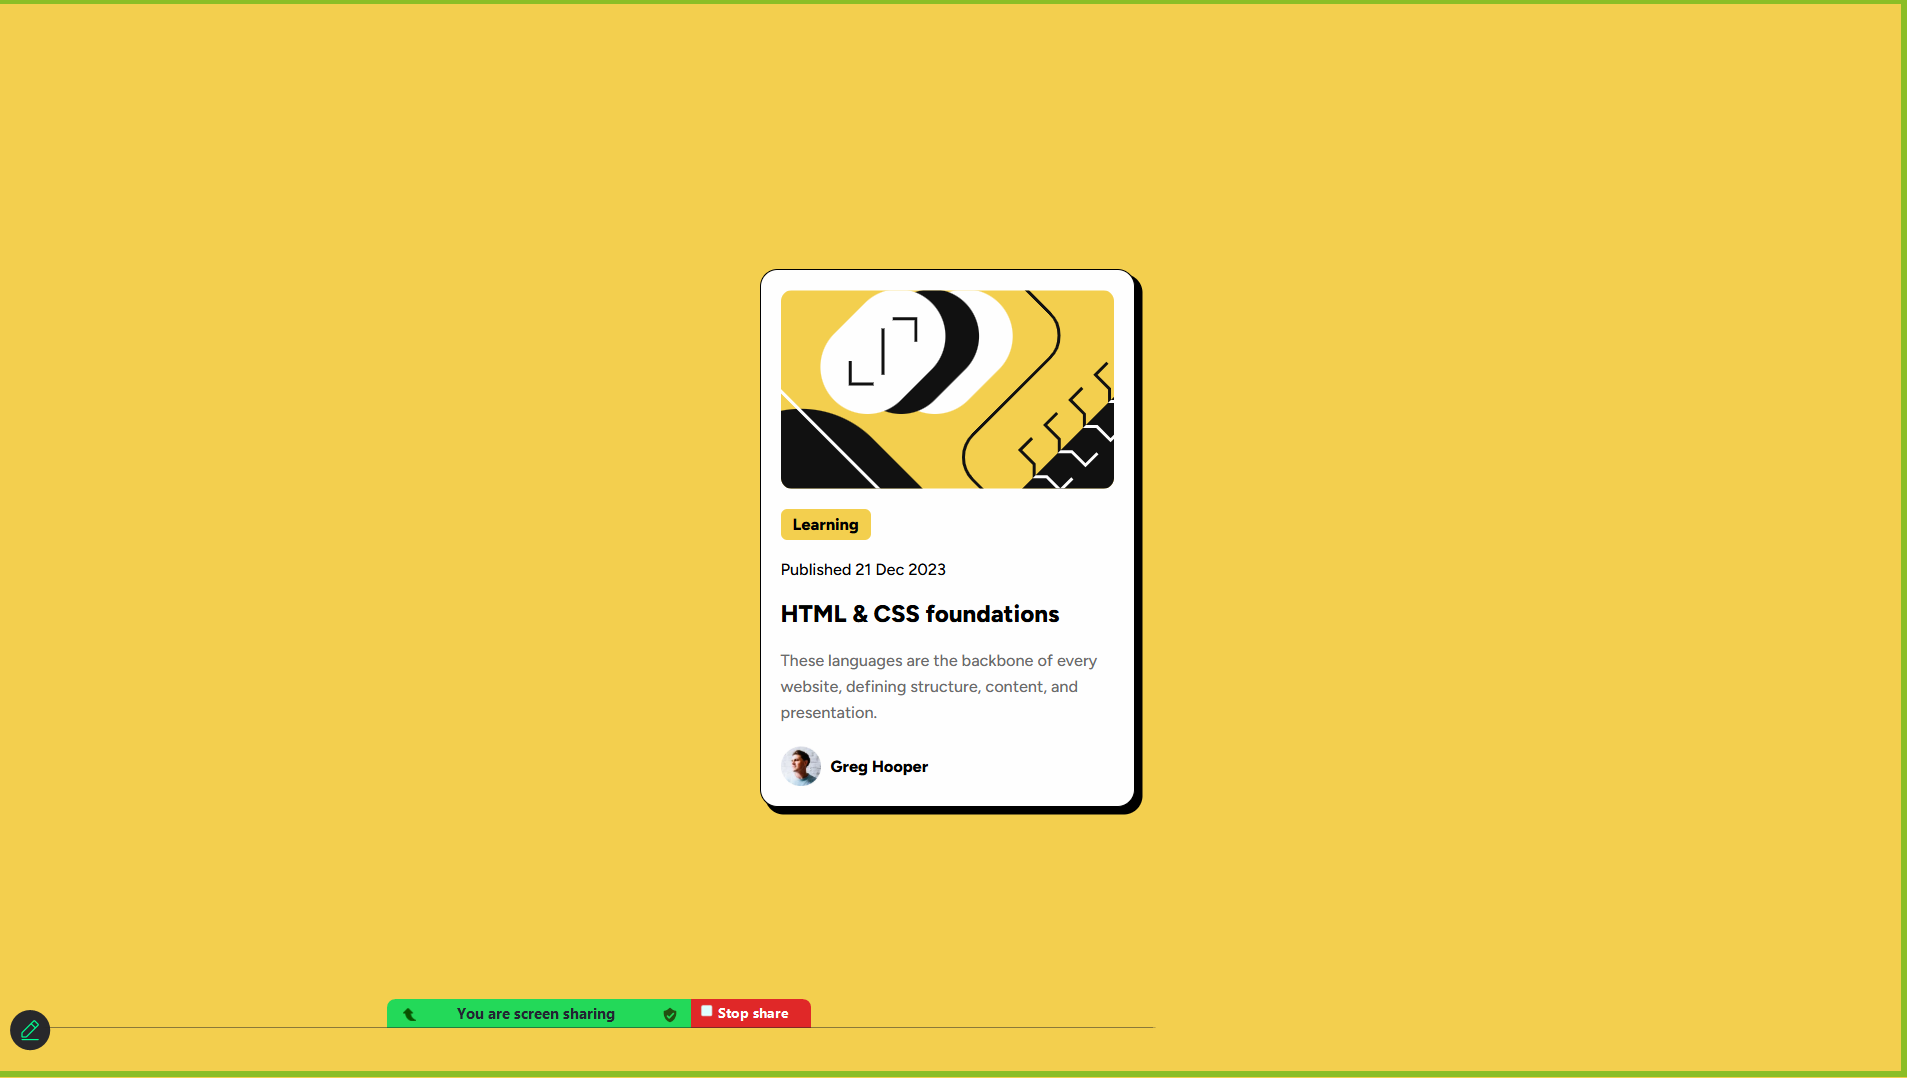 Learning
Published 21 Dec 2023
HTML & CSS foundations
These languages are the backbone of every
website, defining structure, content, and
presentation.
Greg Hooper
You are screen sharing
Stop share